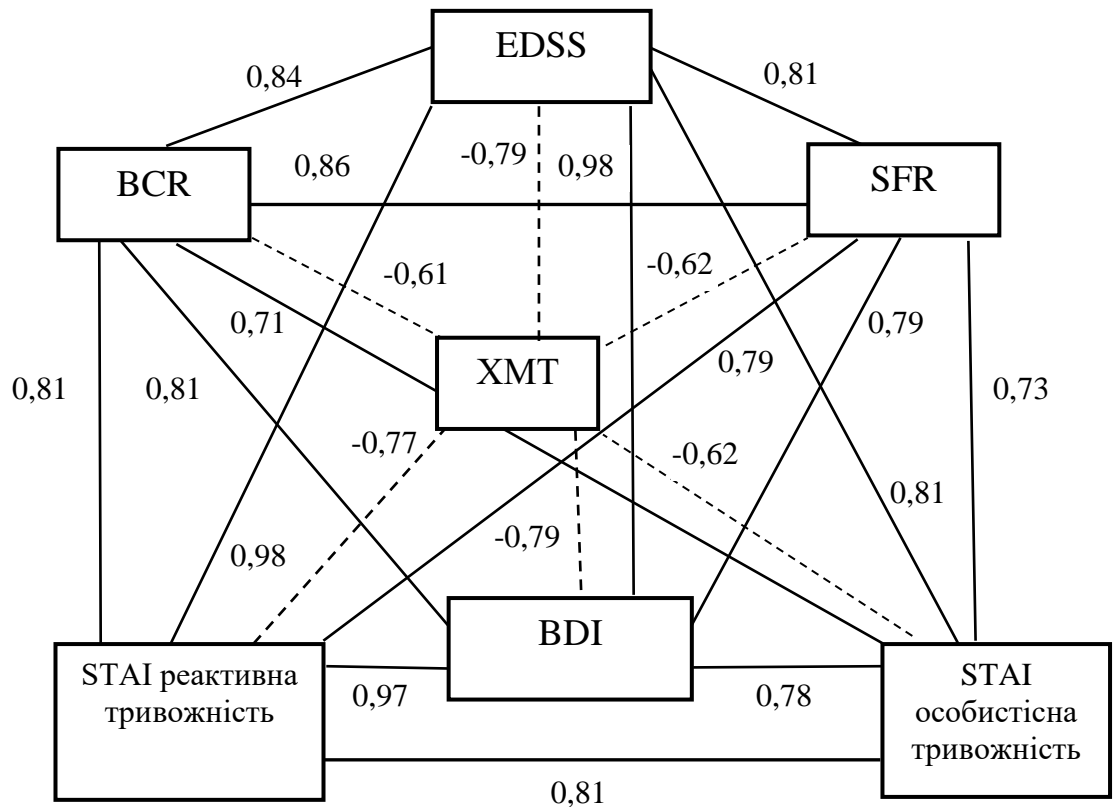 EDSS
0,84
0,81
BCR
0,86
-0,79
0,98
SFR
-0,61
-0,62
0,71
0,79
XMT
0,79
0,81
0,81
0,73
-0,77
-0,62
0,81
0,98
-0,79
BDI
STAI реактивна
тривожність
0,97
0,78
STAI
особистісна
тривожність
0,81